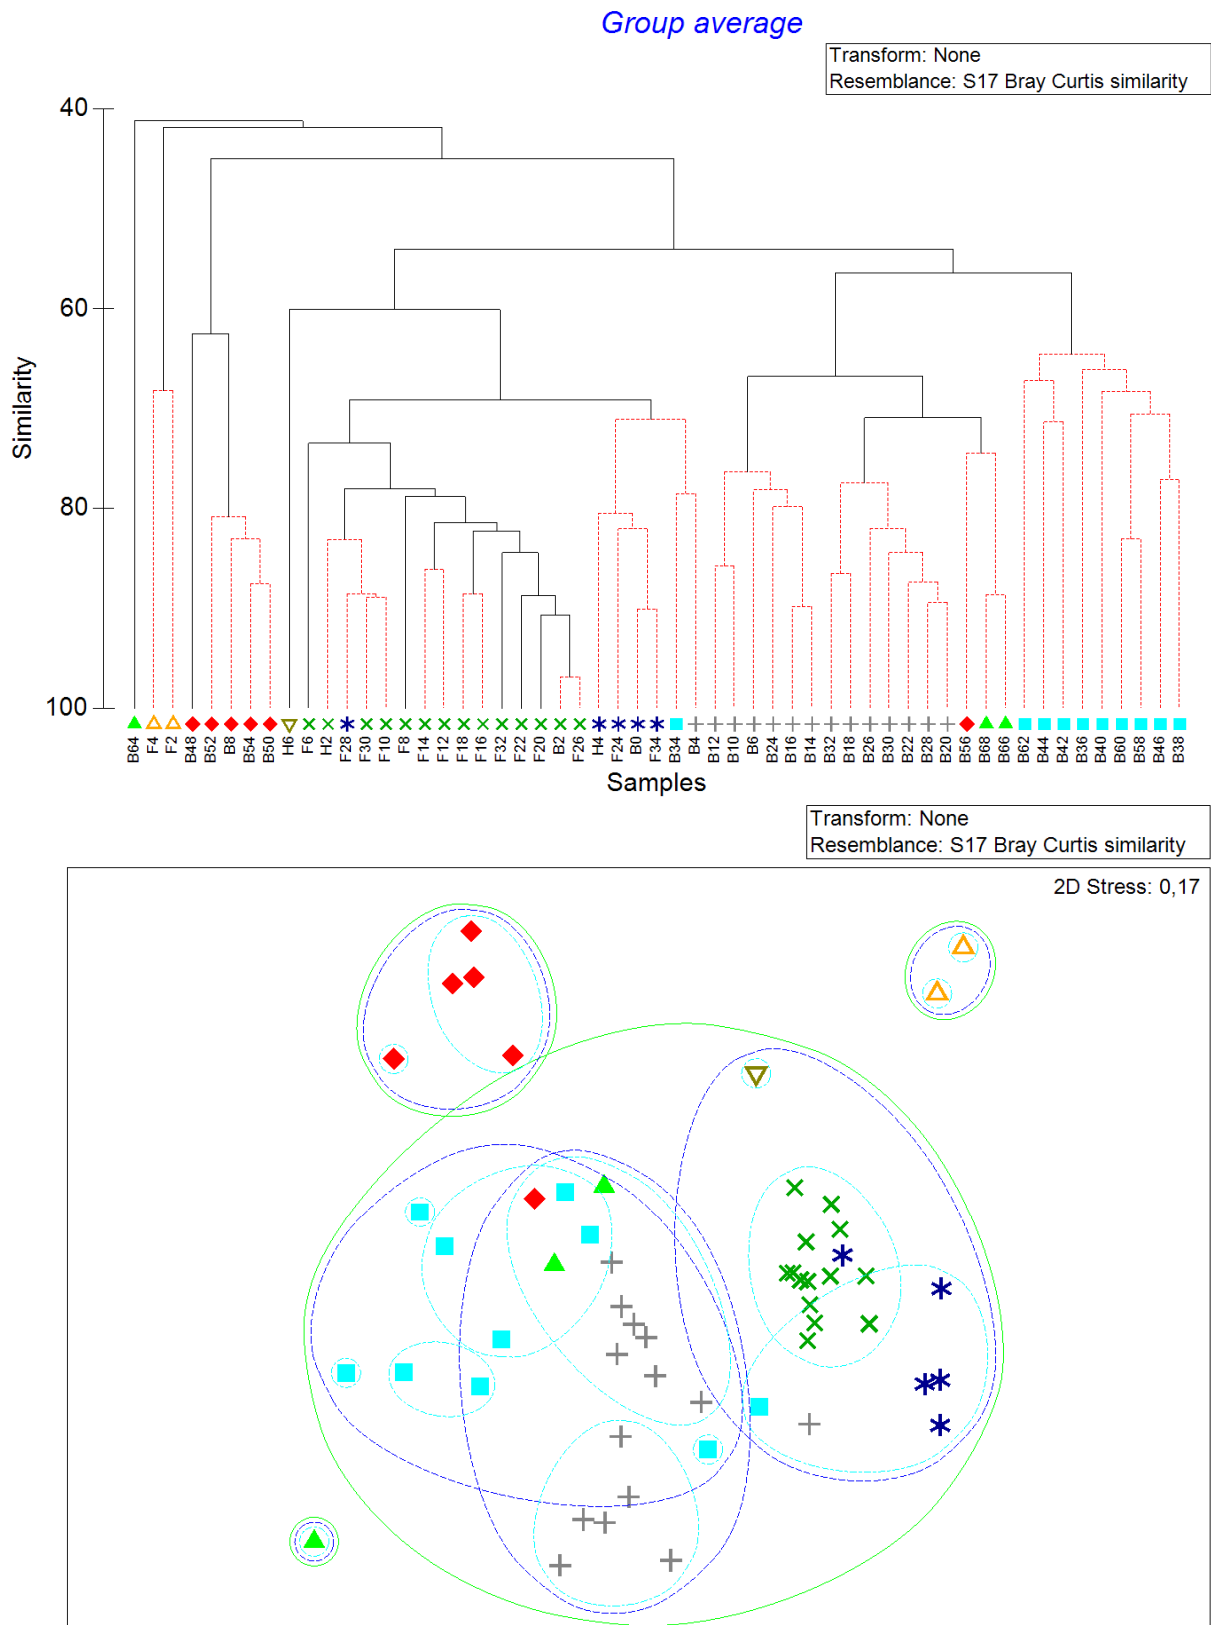 Group average
Transform: None
Resemblance: S17 Bray Curtis similarity
40
60
80
100
Similarity
B64 F4 F2 B48 B52 B8 B54 B50 H6 F6 H2 F28 F30 F10 F8 F14 F12 F18 F16 F32 F22 F20 B2 F26 H4 F24 B0 F34 B34 B4 B12 B10 B6 B24 B16 B14 B32 B18 B26 B30 B22 B28 B20 B56 B68 B66 B62 B44 B42 B36 B40 B60 B58 B46 B38
Samples
Transform: None
Resemblance: S17 Bray Curtis similarity
2D Stress: 0,17